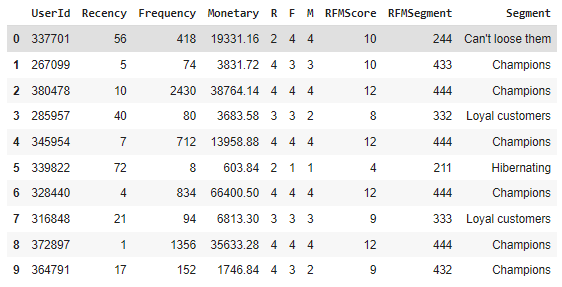 UserId Recency Frequency Monetary R F M RFMScore RFMSegment Segment
0 337701 56 418 19331.16 2 4 4 10 244 Can't loose them
1 267099 5 74 3831.72 4 3 3 10 433 Champions
2 380478 10 2430 38764.14 4 4 4 12 444 Champions
3 285957 40 80 3683.58 3 3 2 8 332 Loyal customers
4 345954 7 712 13958.88 4 4 4 12 444 Champions
5 339822 72 8 603.84 2 1 1 4 211 Hibernating
6 328440 4 834 66400.50 4 4 4 12 444 Champions
7 316848 21 94 6813.30 3 3 3 9 333 Loyal customers
8 372897 1 1356 35633.28 4 4 4 12 444 Champions
9 364791 17 152 1746.84 4 3 2 9 432 Champions